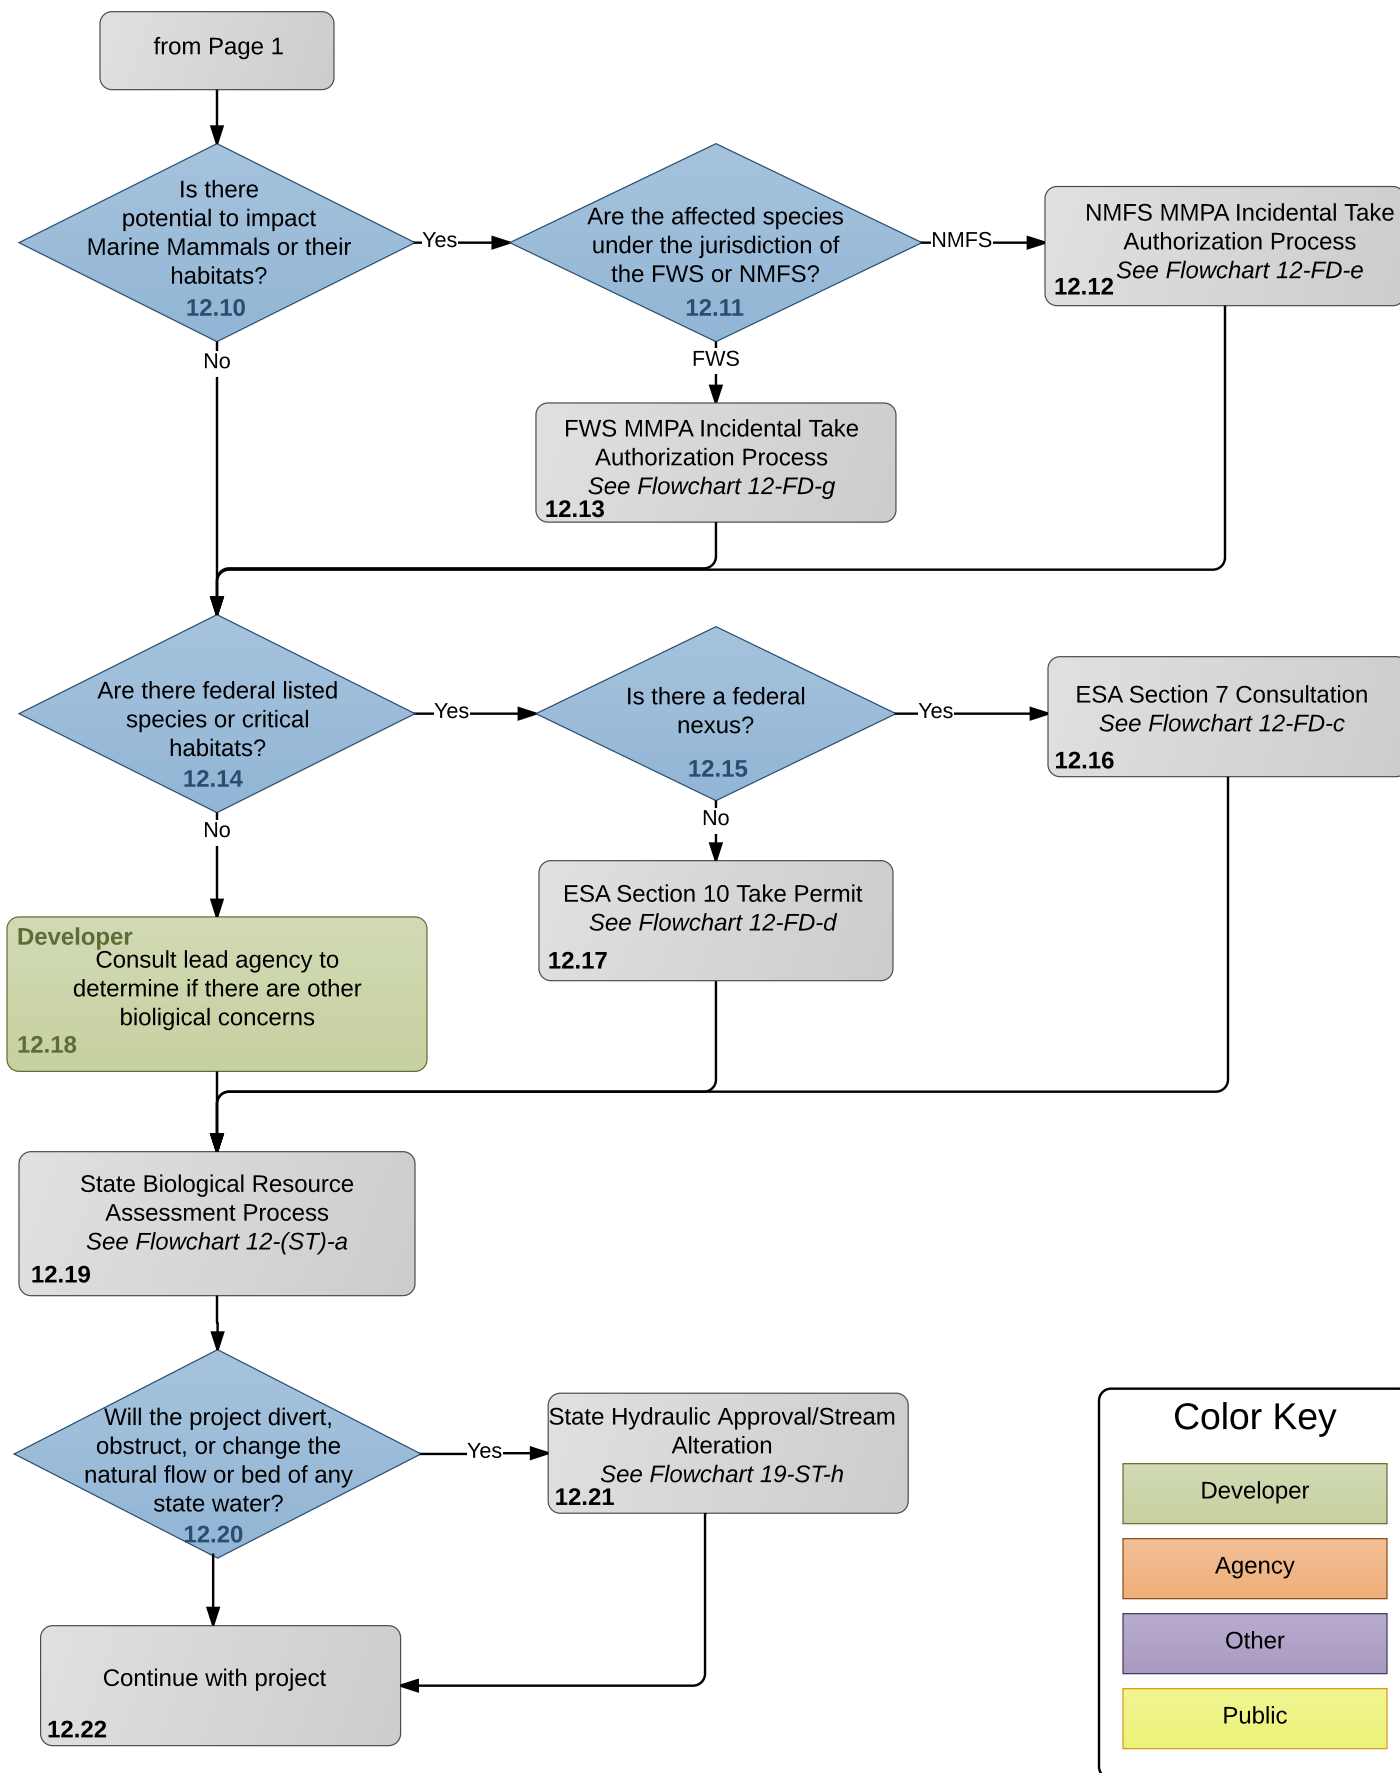 from Page 1
Is there
potential to impact
Marine Mammals or their
habitats?
12.10
Yes
Are the affected species
under the jurisdiction of
the FWS or NMFS?
12.11
NMFS
NMFS MMPA Incidental Take
Authorization Process
See Flowchart 12-FD-e
12.12
No
FWS
FWS MMPA Incidental Take
Authorization Process
See Flowchart 12-FD-g
12.13
Are there federal listed
species or critical
habitats?
12.14
Yes
Is there a federal
nexus?
12.15
Yes
ESA Section 7 Consultation
See Flowchart 12-FD-c
12.16
No
No
ESA Section 10 Take Permit
See Flowchart 12-FD-d
12.17
Developer
Consult lead agency to
determine if there are other
bioligical concerns
12.18
State Biological Resource
Assessment Process
See Flowchart 12-(ST)-a
12.19
Will the project divert,
obstruct, or change the
natural flow or bed of any
state water?
12.20
Yes
State Hydraulic Approval/Stream
Alteration
See Flowchart 19-ST-h
12.21
Continue with project
12.22
Color Key
Developer
Agency
Other
Public